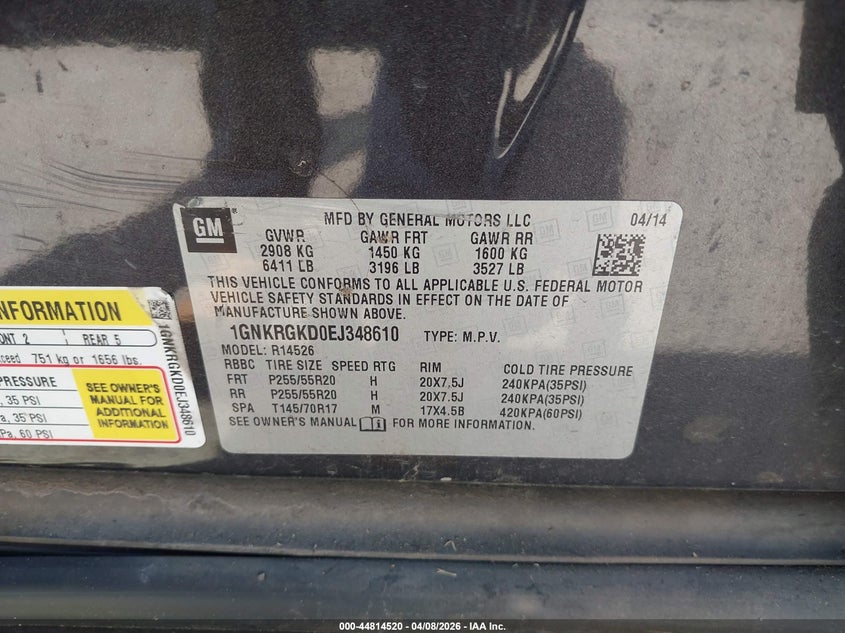 GM
MFD BY GENERAL MOTORS LLC 04/14
GVWR GAWR FRT GAWR RR
2908 KG 1450 KG 1600 KG
6411 LB 3196 LB 3527 LB
THIS VEHICLE CONFORMS TO ALL APPLICABLE U.S. FEDERAL MOTOR
VEHICLE SAFETY STANDARDS IN EFFECT ON THE DATE OF
MANUFACTURE SHOWN ABOVE.
1GNKRGKD0EJ348610 TYPE: M.P.V.
MODEL: R14526
RBBC TIRE SIZE SPEED RTG RIM COLD TIRE PRESSURE
FRT P255/55R20 H 20X7.5J 240KPA(35PSI)
RR P255/55R20 H 20X7.5J 240KPA(35PSI)
SPA T145/70R17 M 17X4.5B 420KPA(60PSI)
SEE OWNER'S MANUAL FOR MORE INFORMATION.
INFORMATION
ONT 2 REAR 5
xceed 751 kg or 1656 lbs.
PRESSURE
, 35 PSI
a, 35 PSI
Pa, 60 PSI
SEE OWNER'S
MANUAL FOR
ADDITIONAL
INFORMATION
1GNKRGKD0EJ348610
000-44814520 04/08/2026 - IAA Inc.